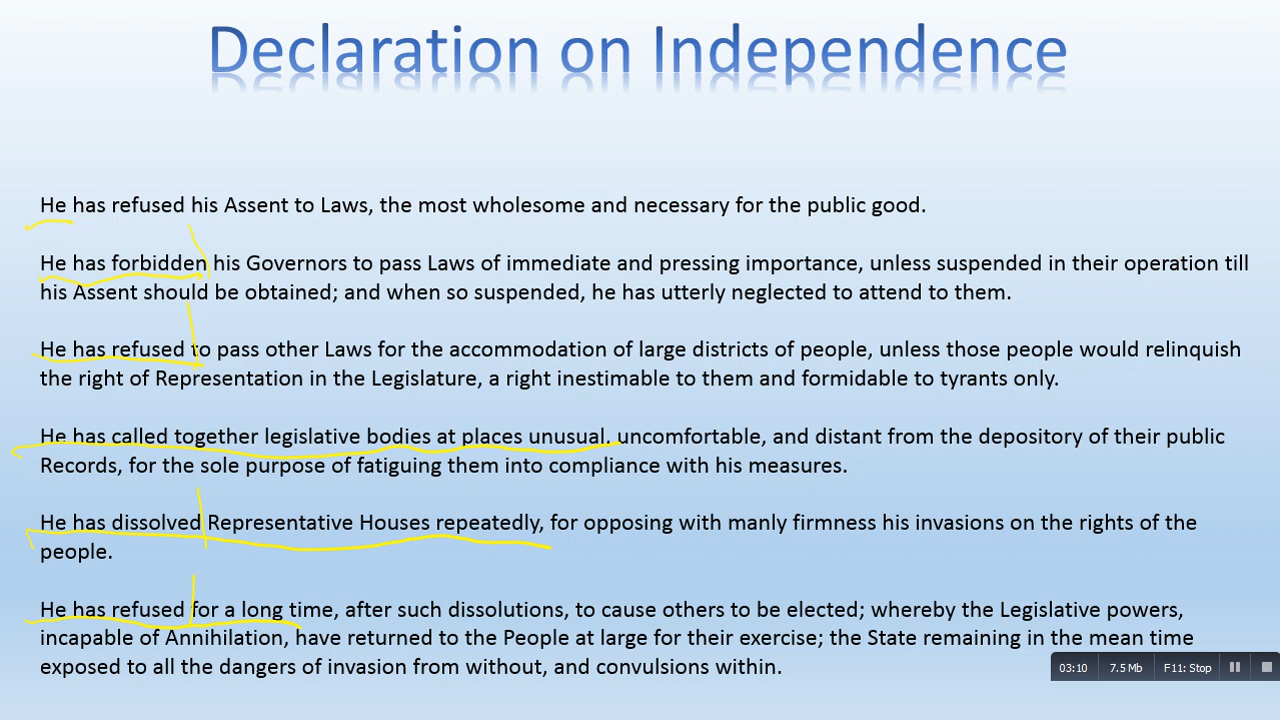 Declaration on Independence
He has refused his Assent to Laws, the most wholesome and necessary for the public good.
He has forbidden his Governors to pass Laws of immediate and pressing importance, unless suspended in their operation till
his Assent should be obtained; and when so suspended, he has utterly neglected to attend to them.
He has refused to pass other Laws for the accommodation of large districts of people, unless those people would relinquish
the right of Representation in the Legislature, a right inestimable to them and formidable to tyrants only.
He has called together legislative bodies at places unusual, uncomfortable, and distant from the depository of their public
Records, for the sole purpose of fatiguing them into compliance with his measures.
He has dissolved Representative Houses repeatedly, for opposing with manly firmness his invasions on the rights of the
people.
He has refused for a long time, after such dissolutions, to cause others to be elected; whereby the Legislative powers,
incapable of Annihilation, have returned to the People at large for their exercise; the State remaining in the mean time
exposed to all the dangers of invasion from without, and convulsions within.
03:10 7.5 Mb F11: Stop